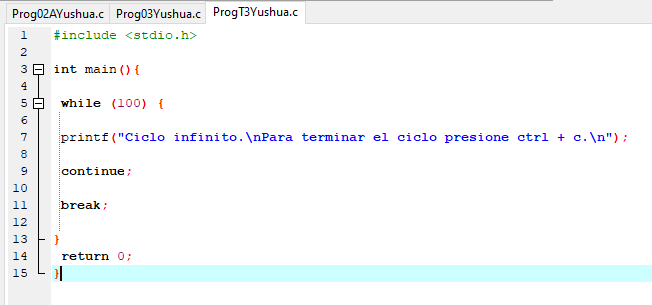 Prog02AYushua.c Prog03Yushua.c ProgT3Yushua.c
1 #include <stdio.h>
2
3 int main(){
4
5 while (100) {
6
7 printf("Ciclo infinito.\nPara terminar el ciclo presione ctrl + c.\n");
8
9 continue;
10
11 break;
12
13 }
14 return 0;
15 }